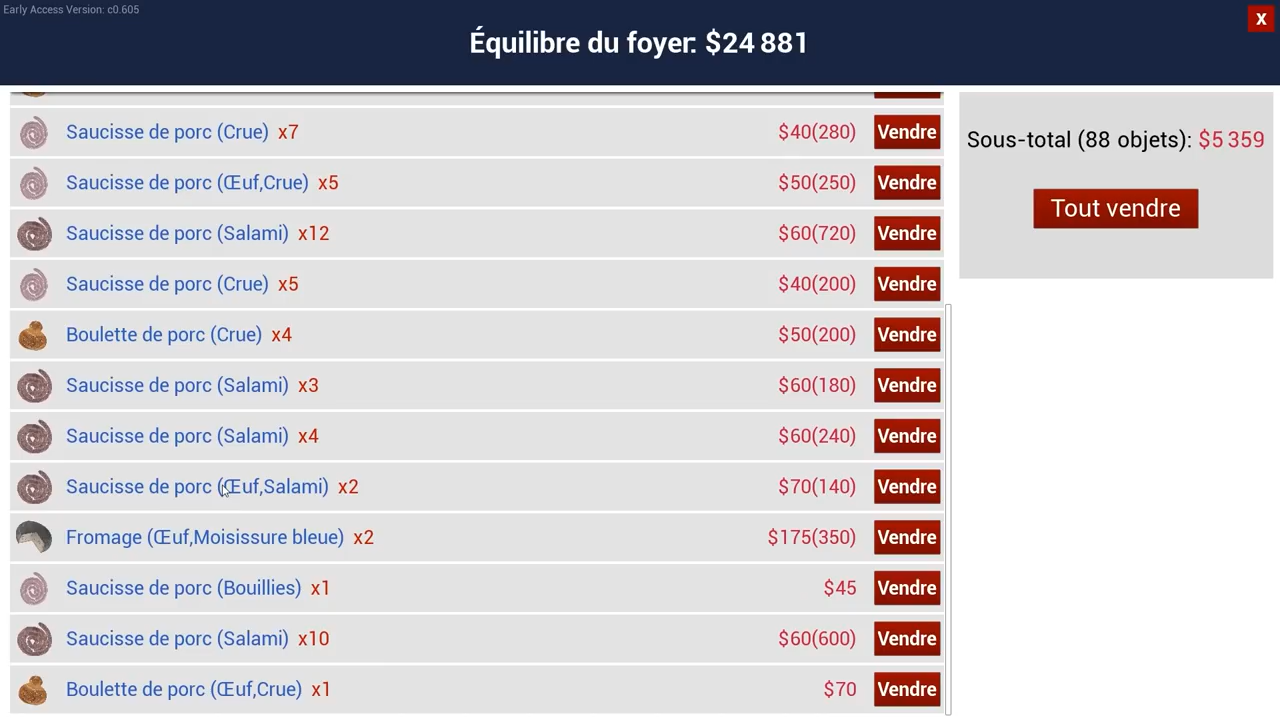 Early Access Version: c0.605
X
Équilibre du foyer: $24 881
Saucisse de porc (Crue) x7 $40(280) Vendre
Saucisse de porc (Œuf,Crue) x5 $50(250) Vendre
Saucisse de porc (Salami) x12 $60(720) Vendre
Saucisse de porc (Crue) x5 $40(200) Vendre
Boulette de porc (Crue) x4 $50(200) Vendre
Saucisse de porc (Salami) x3 $60(180) Vendre
Saucisse de porc (Salami) x4 $60(240) Vendre
Saucisse de porc (Œuf,Salami) x2 $70(140) Vendre
Fromage (Œuf,Moisissure bleue) x2 $175(350) Vendre
Saucisse de porc (Bouillies) x1 $45 Vendre
Saucisse de porc (Salami) x10 $60(600) Vendre
Boulette de porc (Œuf,Crue) x1 $70 Vendre
Sous-total (88 objets): $5 359
Tout vendre